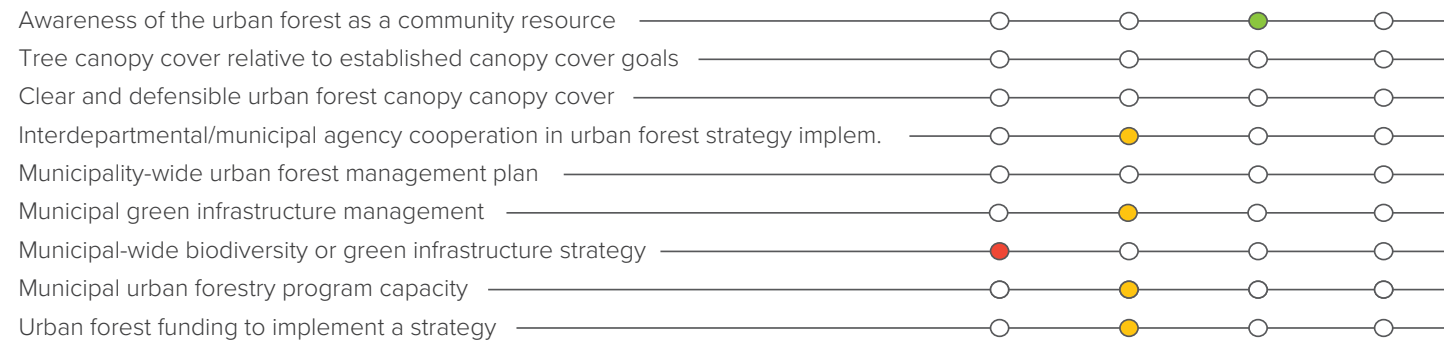 Awareness of the urban forest as a community resource
Tree canopy cover relative to established canopy cover goals
Clear and defensible urban forest canopy canopy cover
Interdepartmental/municipal agency cooperation in urban forest strategy implem.
Municipality-wide urban forest management plan
Municipal green infrastructure management
Municipal-wide biodiversity or green infrastructure strategy
Municipal urban forestry program capacity
Urban forest funding to implement a strategy